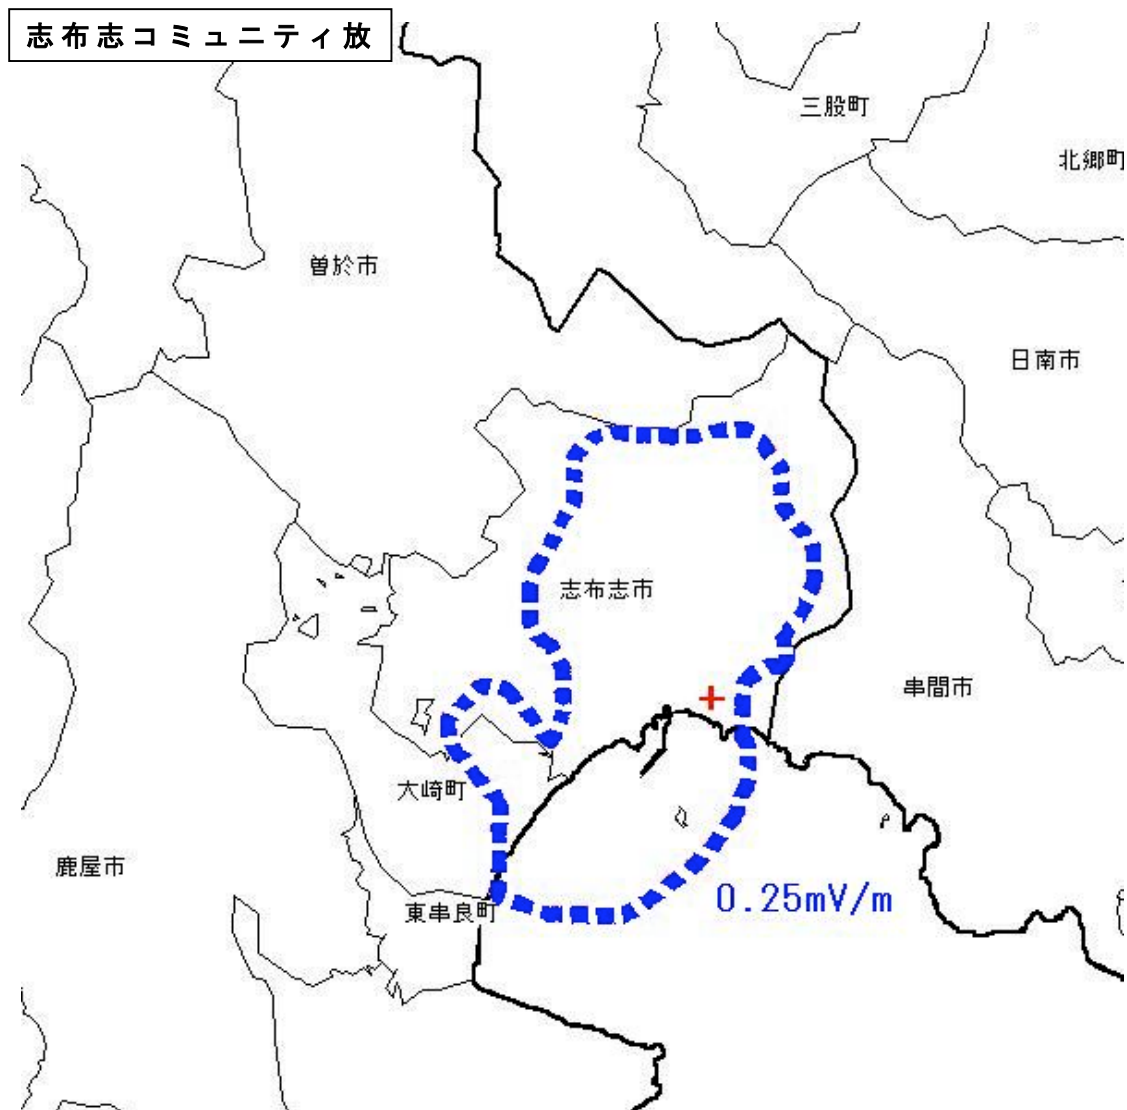 志布志コミュニティ放
三股町
北郷町
曽於市
日南市
志布志市
串間市
大崎町
鹿屋市
0.25mV/m
東串良町